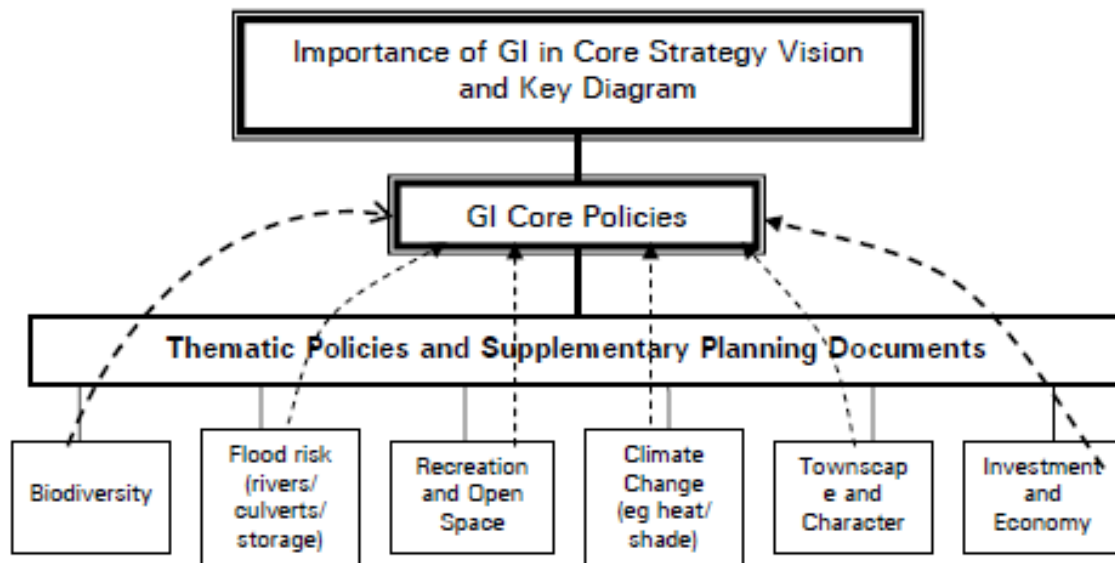 Importance of GI in Core Strategy Vision
and Key Diagram
GI Core Policies
Thematic Policies and Supplementary Planning Documents
Biodiversity
Flood risk
(rivers/
culverts/
storage)
Recreation
and Open
Space
Climate
Change
(eg heat/
shade)
Townscap
e and
Character
Investment
and
Economy